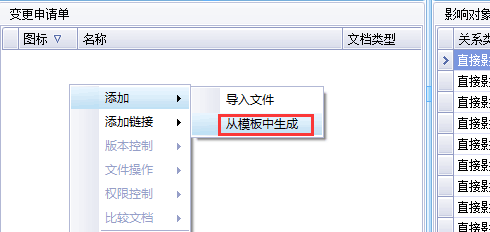 变更申请单
影响对象
图标 名称 文档类型
关系类
直接影
直接影
直接影
直接影
直接影
直接影
直接影
直接影
添加
导入文件
添加链接
从模板中生成
版本控制
文件操作
权限控制
比较文档